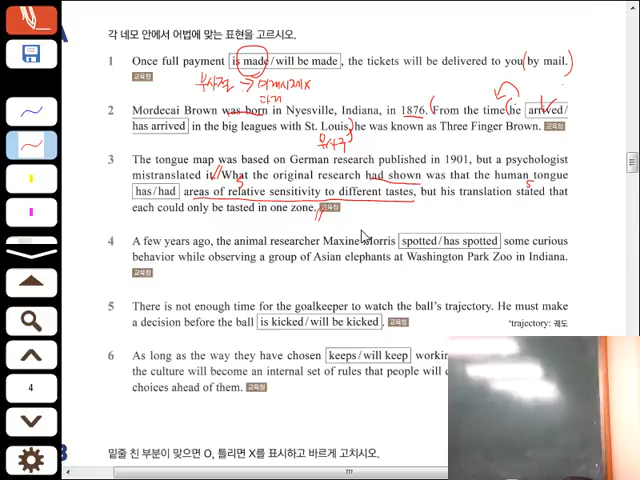 각 네모 안에서 어법에 맞는 표현을 고르시오.
1 Once full payment is made/will be made, the tickets will be delivered to you by mail.
교육청
부사절 →
2 Mordecai Brown was born in Nyesville, Indiana, in 1876. From the time he arrived/
has arrived in the big leagues with St. Louis, he was known as Three Finger Brown. 교육청
부사구
3 The tongue map was based on German research published in 1901, but a psychologist
mistranslated it. What the original research had shown was that the human tongue
has/had areas of relative sensitivity to different tastes, but his translation stated that
each could only be tasted in one zone. 교육청
4 A few years ago, the animal researcher Maxine Morris spotted/has spotted some curious
behavior while observing a group of Asian elephants at Washington Park Zoo in Indiana.
교육청
5 There is not enough time for the goalkeeper to watch the ball's trajectory. He must make
a decision before the ball is kicked/will be kicked. 교육청
*trajectory: 궤도
6 As long as the way they have chosen keeps/will keep
the culture will become an internal set of rules that people will
choices ahead of them. 교육청
4
밑줄 친 부분이 맞으면 O, 틀리면 X를 표시하고 바르게 고치시오.